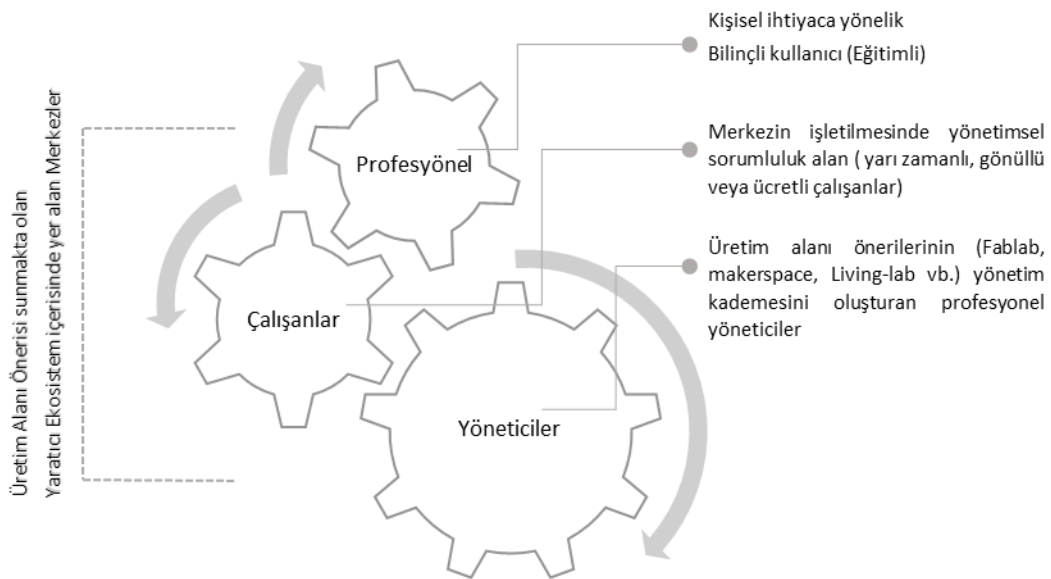 Üretim Alanı Önerisi sunmakta olan
Yaratıcı Ekosistem içerisinde yer alan Merkezler
Profesyönel
Kişisel ihtiyaca yönelik
Bilinçli kullanıcı (Eğitimli)
Çalışanlar
Merkezin işletilmesinde yönetimsel
sorumluluk alan ( yarı zamanlı, gönüllü
veya ücretli çalışanlar)
Yöneticiler
Üretim alanı önerilerinin (Fablab,
makerspace, Living-lab vb.) yönetim
kademesini oluşturan profesyonel
yöneticiler